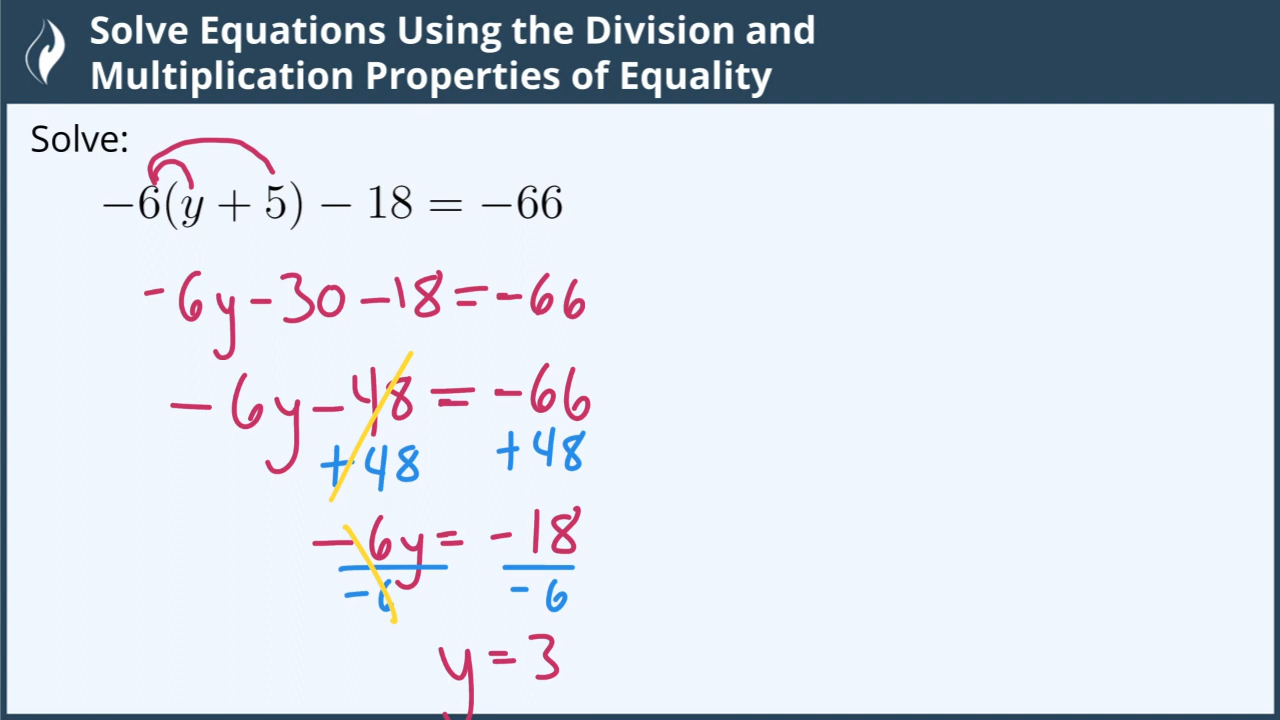 Solve Equations Using the Division and
Multiplication Properties of Equality
Solve:
−6(y + 5) − 18 = −66
-6y - 30 - 18 = -66
-6y - 48 = -66
+48 +48
-6y = -18
-6 -6
y = 3